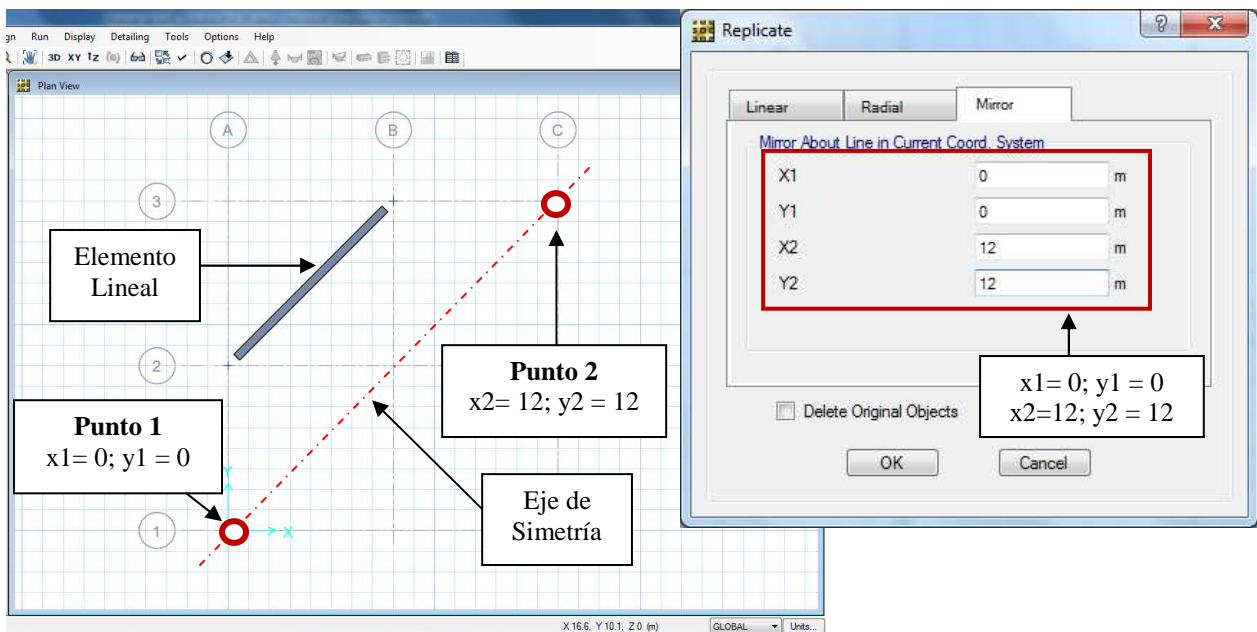 gn Run Display Detailing Tools Options Help
3D XY
Plan View
A B C
3
2
1
Elemento
Lineal
Punto 1
x1= 0; y1 = 0
Punto 2
x2= 12; y2 = 12
Eje de
Simetría
Y
X
X 16.6, Y 10.1, Z 0 (m) GLOBAL Units...
Replicate
Linear Radial Mirror
Mirror About Line in Current Coord. System
X1 0 m
Y1 0 m
X2 12 m
Y2 12 m
x1= 0; y1 = 0
x2=12; y2 = 12
Delete Original Objects
OK Cancel